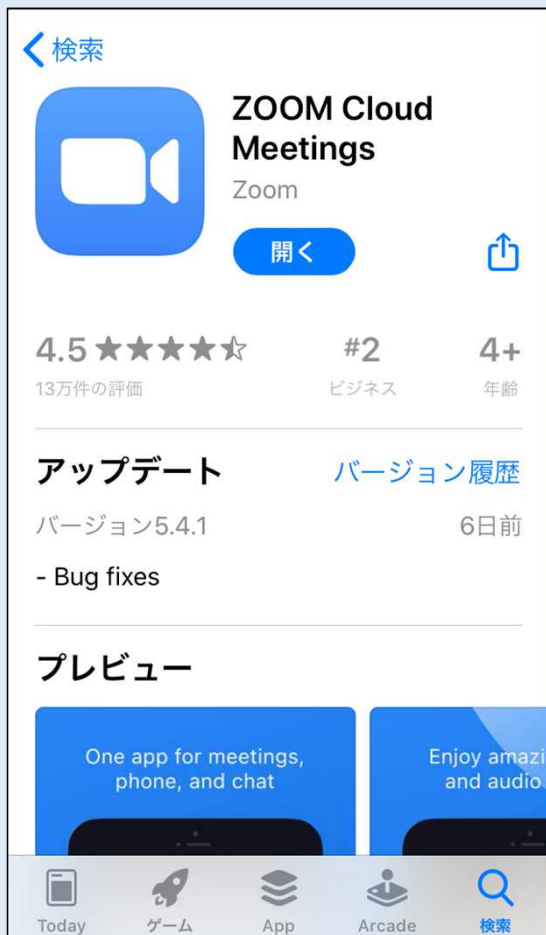 検索
ZOOM Cloud
Meetings
Zoom
開く
4.5
#2
4+
13万件の評価
ビジネス
年齢
アップデート
バージョン履歴
バージョン5.4.1
6日前
- Bug fixes
プレビュー
One app for meetings,
phone, and chat
Enjoy amazi
and audio
Today
ゲーム
App
Arcade
検索